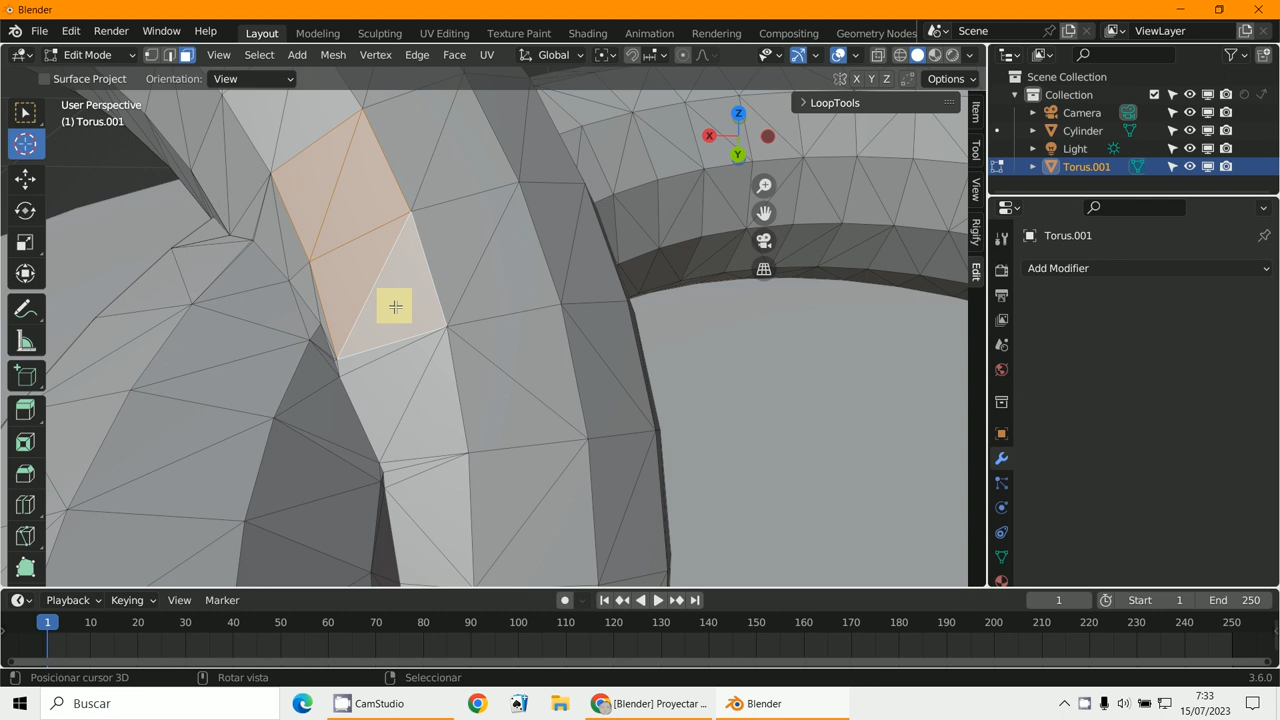 Blender
File Edit Render Window Help Layout Modeling Sculpting UV Editing Texture Paint Shading Animation Rendering Compositing Geometry Nodes Scene ViewLayer
Edit Mode View Select Add Mesh Vertex Edge Face UV Global
Surface Project Orientation: View X Y Z Options
User Perspective
(1) Torus.001
LoopTools
Z
X
Y
Item
Tool
View
Rigify
Edit
Scene Collection
Collection
Camera
Cylinder
Light
Torus.001
Torus.001
Add Modifier
Playback Keying View Marker 1 Start 1 End 250
1 10 20 30 40 50 60 70 80 90 100 110 120 130 140 150 160 170 180 190 200 210 220 230 240 250
Posicionar cursor 3D Rotar vista Seleccionar 3.6.0
Buscar CamStudio [Blender] Proyectar ... Blender
7:33
15/07/2023